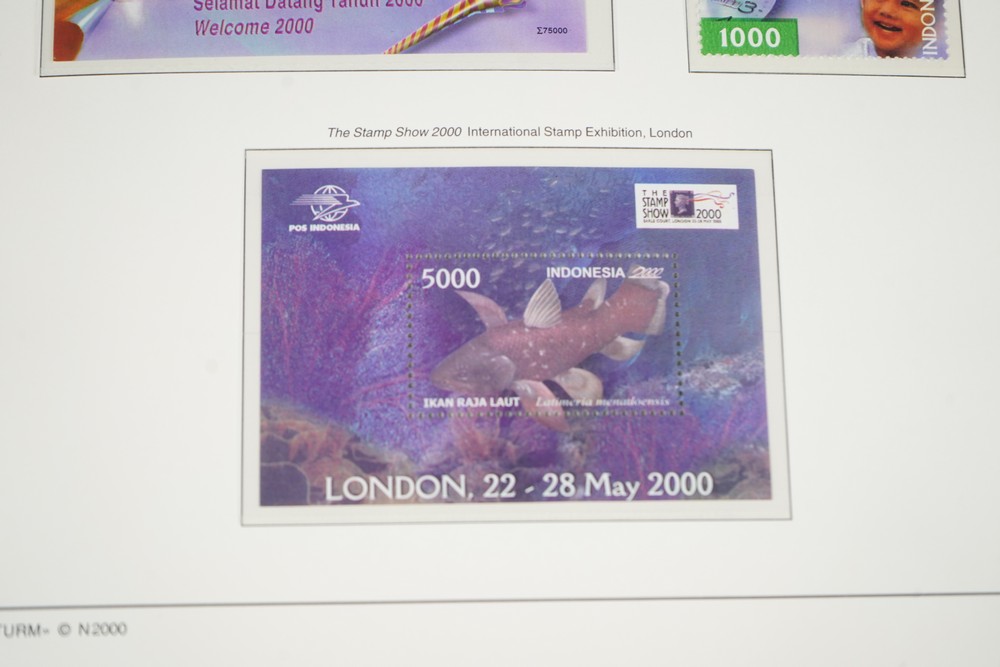 Selamat Datang Tahun 2000
Welcome 2000
Σ75000
1000
The Stamp Show 2000 International Stamp Exhibition, London
POS INDONESIA
THE
STAMP
SHOW 2000
5000
INDONESIA 2000
IKAN RAJA LAUT Latimeria menadoensis
LONDON, 22 - 28 May 2000
© N2000